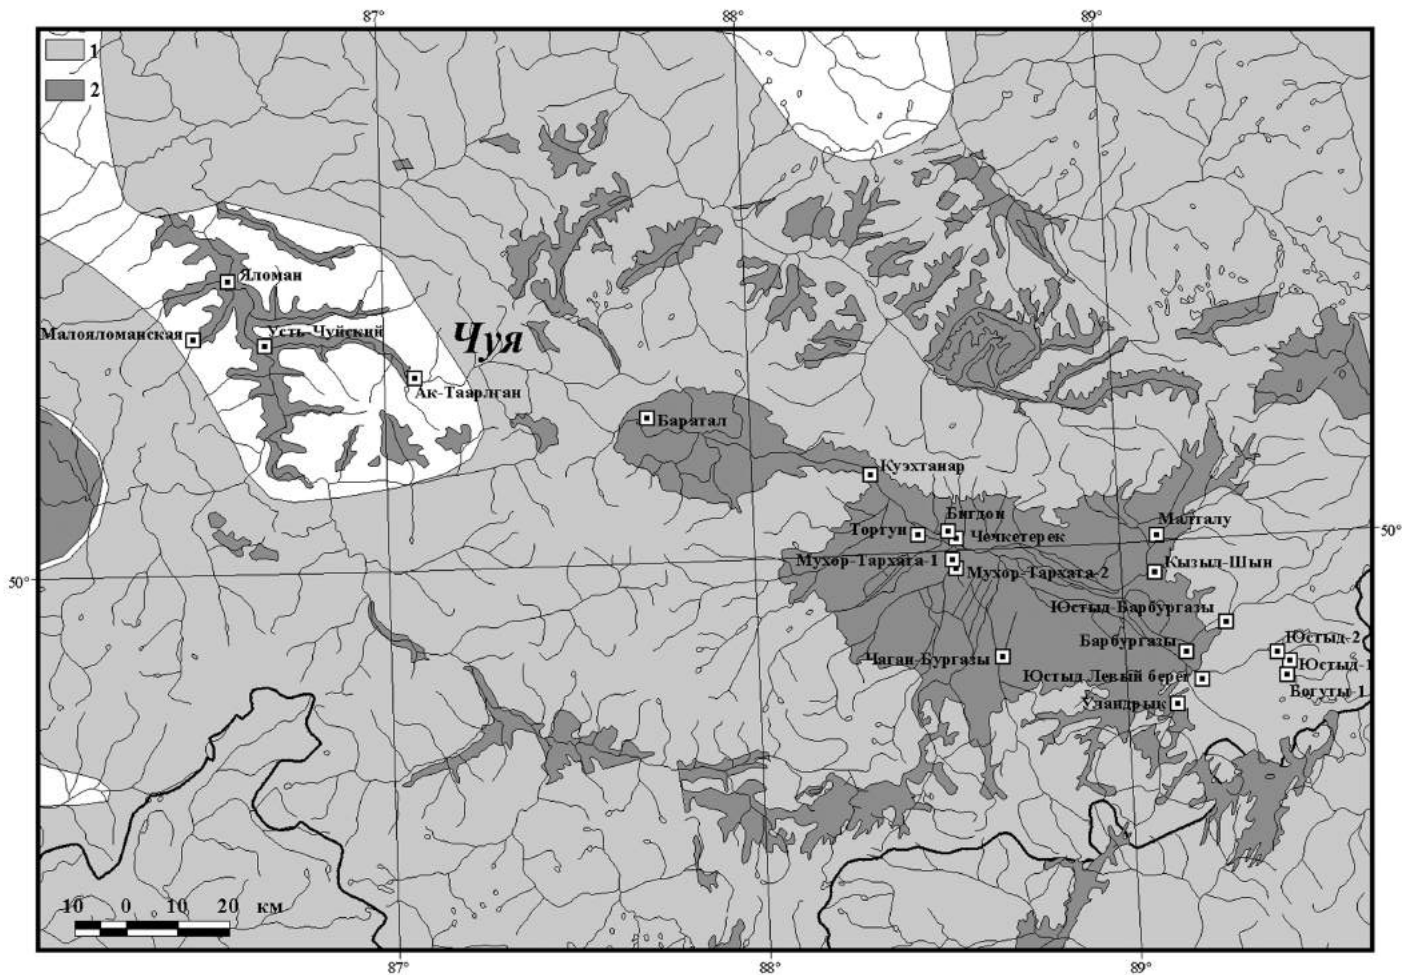 87° 88° 89°
1
2
Яломан
Малояломанская
Усть-Чуйский
Чуя
Ак-Таарлган
Баратал
Куэхтанар
Бигдон
Тортун
Чечкетерек
Малталу
50°
Мухор-Тархата-1
Мухор-Тархата-2
Кызыл-Шын
50°
Юстыд-Барбургазы
Барбургазы
Юстыд-2
Чаган-Бургазы
Юстыд-1
Юстыд Левый берег
Богуты-1
Уландрык
10 0 10 20 км
87° 88° 89°